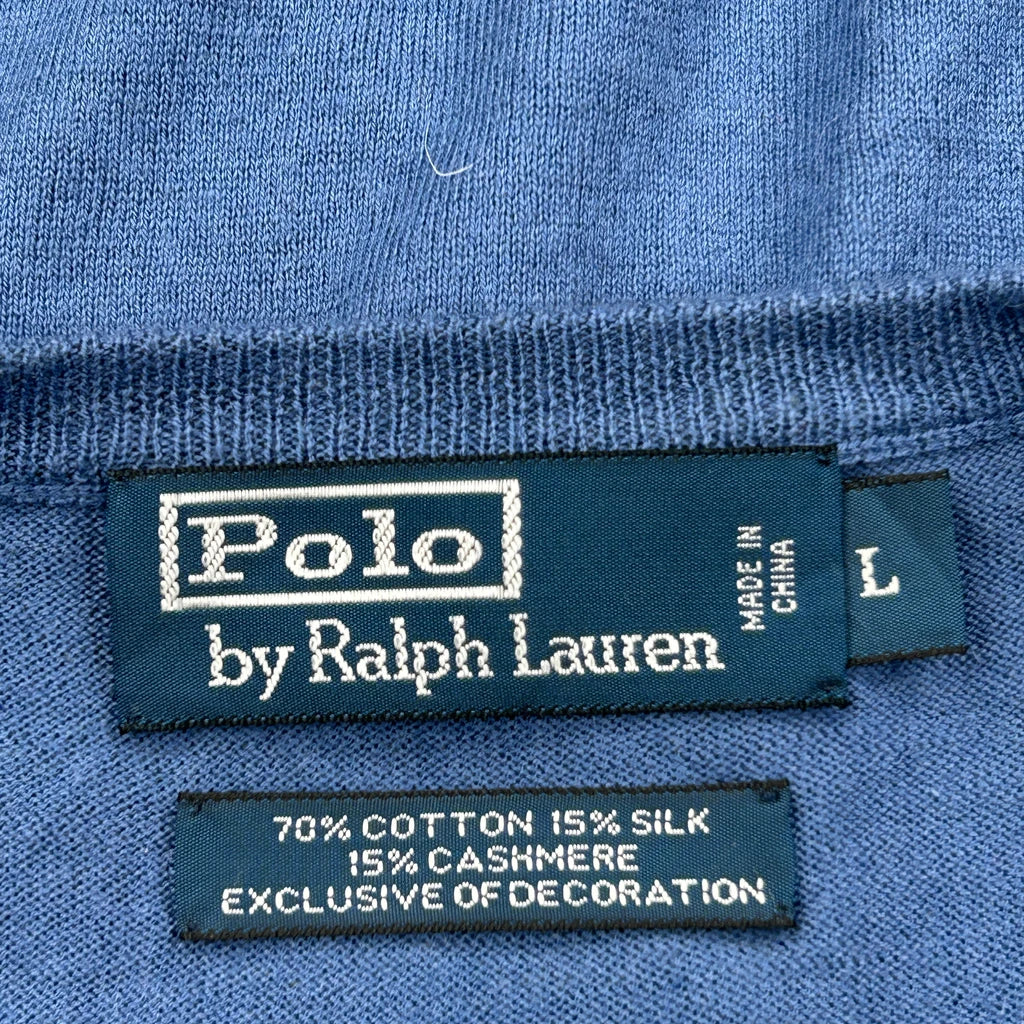 Polo
by Ralph Lauren
MADE IN
CHINA
L
70% COTTON 15% SILK
15% CASHMERE
EXCLUSIVE OF DECORATION